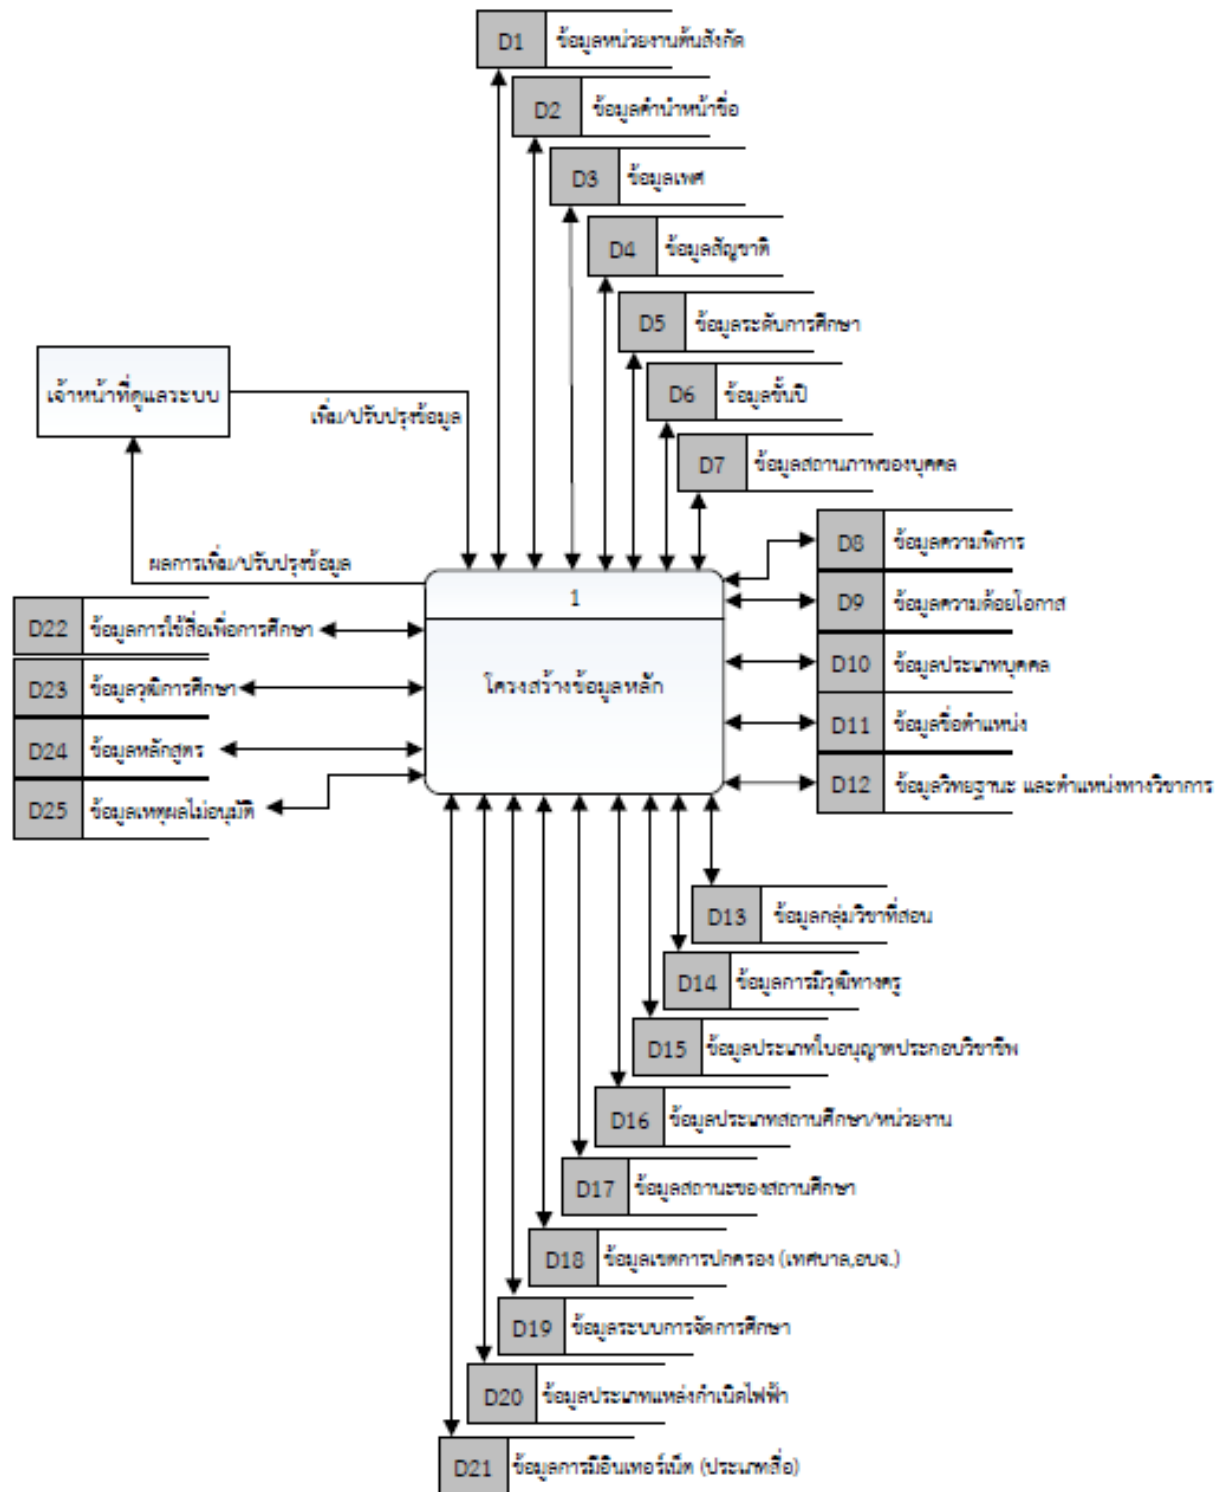 D1 ข้อมูลหน่วยงานต้นสังกัด
D2 ข้อมูลคำนำหน้าชื่อ
D3 ข้อมูลเพศ
D4 ข้อมูลสัญชาติ
D5 ข้อมูลระดับการศึกษา
D6 ข้อมูลชั้นปี
D7 ข้อมูลสถานภาพของบุคคล
เจ้าหน้าที่ดูแลระบบ
เพิ่ม/ปรับปรุงข้อมูล
ผลการเพิ่ม/ปรับปรุงข้อมูล
1
โครงสร้างข้อมูลหลัก
D8 ข้อมูลความพิการ
D9 ข้อมูลความด้อยโอกาส
D10 ข้อมูลประเภทบุคคล
D11 ข้อมูลชื่อตำแหน่ง
D12 ข้อมูลวิทยฐานะ และตำแหน่งทางวิชาการ
D22 ข้อมูลการใช้สื่อเพื่อการศึกษา
D23 ข้อมูลวุฒิการศึกษา
D24 ข้อมูลหลักสูตร
D25 ข้อมูลเหตุผลไม่อนุมัติ
D13 ข้อมูลกลุ่มวิชาที่สอน
D14 ข้อมูลการมีวุฒิทางครู
D15 ข้อมูลประเภทใบอนุญาตประกอบวิชาชีพ
D16 ข้อมูลประเภทสถานศึกษา/หน่วยงาน
D17 ข้อมูลสถานะของสถานศึกษา
D18 ข้อมูลเขตการปกครอง (เทศบาล,อบจ.)
D19 ข้อมูลระบบการจัดการศึกษา
D20 ข้อมูลประเภทแหล่งกำเนิดไฟฟ้า
D21 ข้อมูลการมีอินเทอร์เน็ต (ประเภทสื่อ)